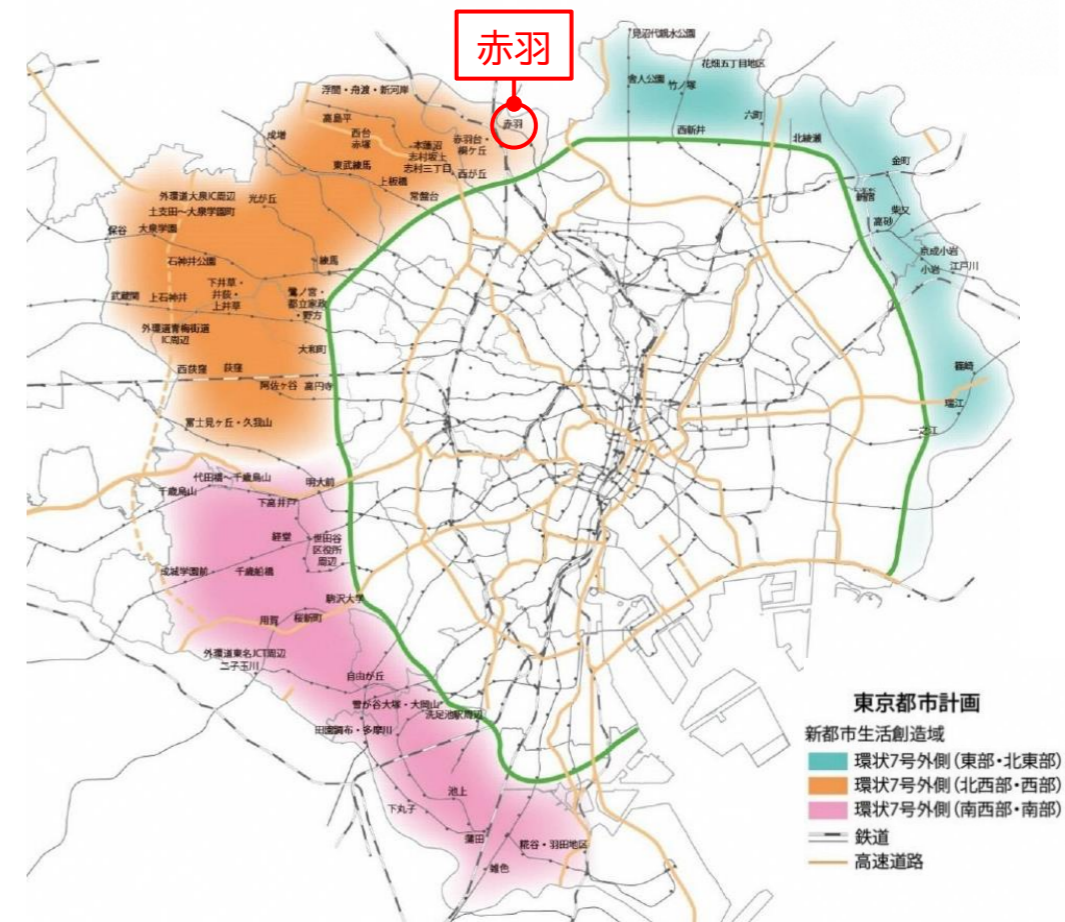 赤羽
見沼代親水公園
花畑五丁目地区
舎人公園
竹ノ塚
六町
西新井
北綾瀬
金町
新宿
柴又
高砂
京成小岩
小岩
江戸川
篠崎
瑞江
一之江
浮間・舟渡・新河岸
高島平
成増
西台
赤塚
本蓮沼
志村坂上
志村三丁目
赤羽台・
桐ケ丘
赤羽
東武練馬
上板橋
西が丘
常盤台
外環道大泉IC周辺
光が丘
土支田〜大泉学園町
保谷
大泉学園
石神井公園
練馬
下井草・
井荻・
上井草
鷺ノ宮・
都立家政
・野方
武蔵関
上石神井
外環道青梅街道
IC周辺
大和町
西荻窪
荻窪
阿佐ヶ谷
高円寺
富士見ヶ丘・久我山
代田橋〜千歳烏山
千歳烏山
明大前
下高井戸
経堂
世田谷
区役所
周辺
成城学園前
千歳船橋
駒沢大学
用賀
桜新町
外環道東名JCT周辺
二子玉川
自由が丘
雪が谷大塚・大岡山
洗足池駅周辺
田園調布・多摩川
池上
下丸子
蒲田
糀谷・羽田地区
雑色
東京都市計画
新都市生活創造域
環状7号外側(東部・北東部)
環状7号外側(北西部・西部)
環状7号外側(南西部・南部)
鉄道
高速道路